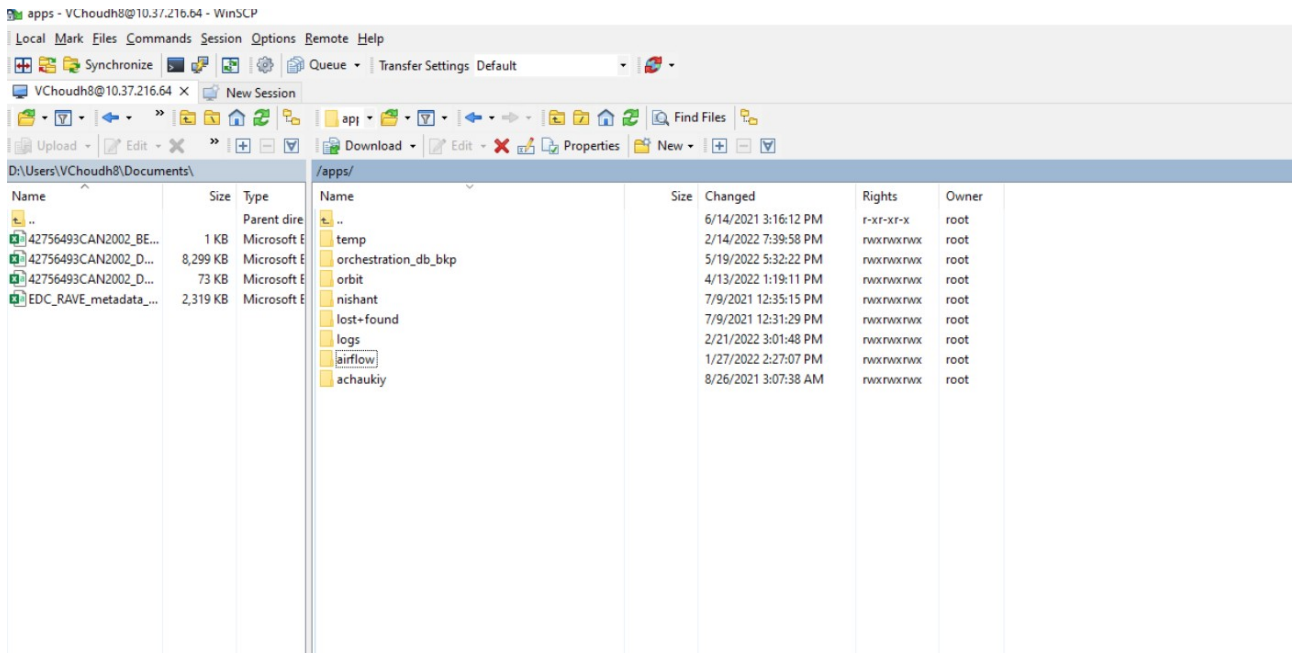 apps - VChoudh8@10.37.216.64 - WinSCP
Local Mark Files Commands Session Options Remote Help
Synchronize Queue Transfer Settings Default
VChoudh8@10.37.216.64 New Session
app Find Files
Upload Edit Download Edit Properties New
D:\Users\VChoudh8\Documents\ /apps/
Name Size Type Name Size Changed Rights Owner
.. Parent dire .. 6/14/2021 3:16:12 PM r-xr-xr-x root
42756493CAN2002_BE... 1 KB Microsoft E temp 2/14/2022 7:39:58 PM rwxrwxrwx root
42756493CAN2002_D... 8,299 KB Microsoft E orchestration_db_bkp 5/19/2022 5:32:22 PM rwxrwxrwx root
42756493CAN2002_D... 73 KB Microsoft E orbit 4/13/2022 1:19:11 PM rwxrwxrwx root
EDC_RAVE_metadata_... 2,319 KB Microsoft E nishant 7/9/2021 12:35:15 PM rwxrwxrwx root
lost+found 7/9/2021 12:31:29 PM rwxrwxrwx root
logs 2/21/2022 3:01:48 PM rwxrwxrwx root
airflow 1/27/2022 2:27:07 PM rwxrwxrwx root
achaukiy 8/26/2021 3:07:38 AM rwxrwxrwx root